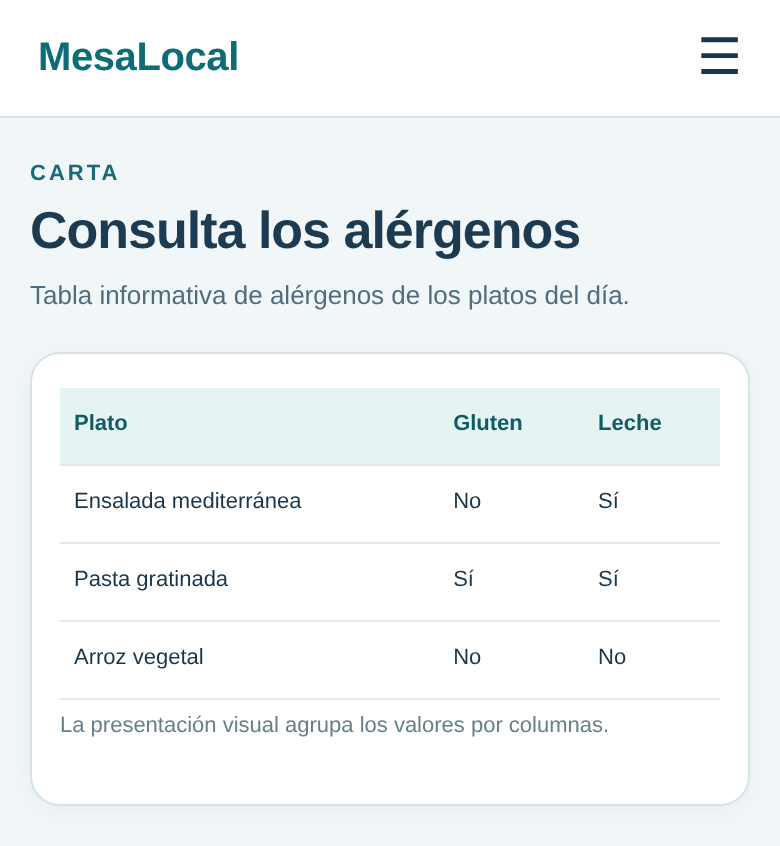 MesaLocal
CARTA
Consulta los alérgenos
Tabla informativa de alérgenos de los platos del día.
Plato Gluten Leche
Ensalada mediterránea No Sí
Pasta gratinada Sí Sí
Arroz vegetal No No
La presentación visual agrupa los valores por columnas.